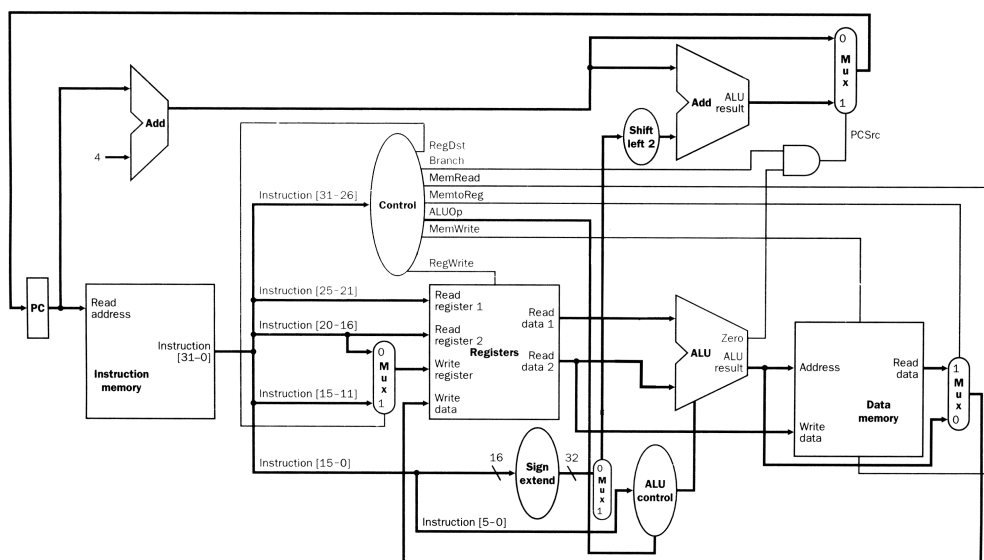 0
M
u
x
1
Add
ALU
result
Add
Shift
left 2
PCSrc
4
RegDst
Branch
MemRead
MemtoReg
ALUOp
MemWrite
RegWrite
Control
Instruction [31-26]
PC
Read
address
Instruction
[31-0]
Instruction
memory
Instruction [25-21]
Instruction [20-16]
Instruction [15-11]
0
M
u
x
1
Read
register 1
Read
register 2
Registers
Write
register
Write
data
Read
data 1
Read
data 2
Zero
ALU
ALU
result
Address
Read
data
Data
memory
Write
data
1
M
u
x
0
Instruction [15-0]
16
Sign
extend
32
0
M
u
x
1
ALU
control
Instruction [5-0]